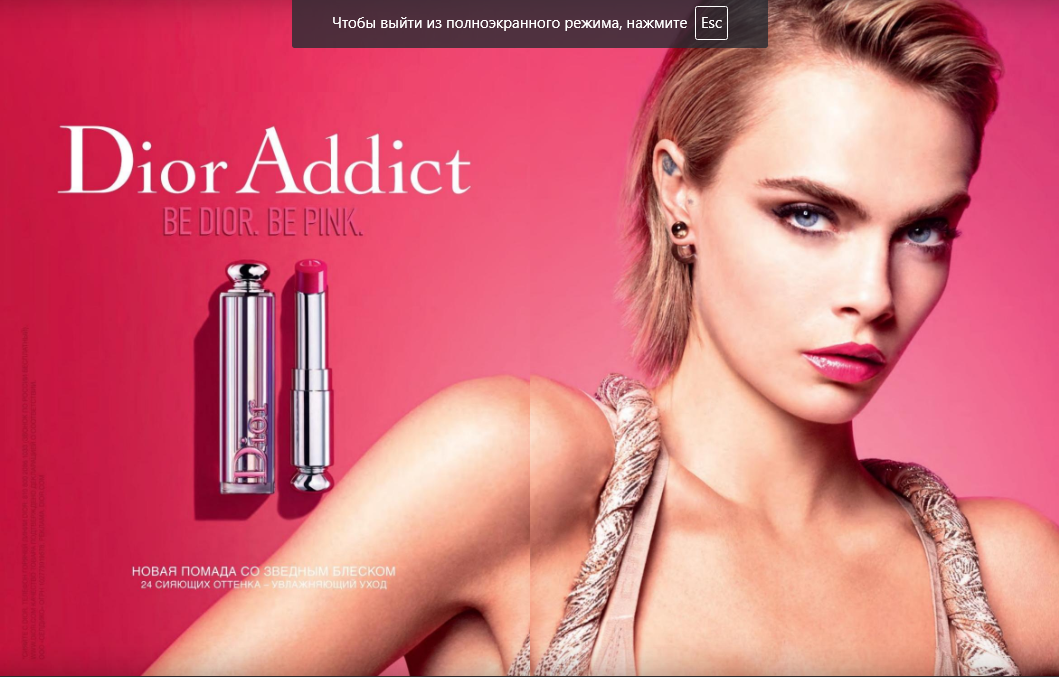 Чтобы выйти из полноэкранного режима, нажмите Esc
Dior Addict
BE DIOR. BE PINK.
Dior
НОВАЯ ПОМАДА СО ЗВЕДНЫМ БЛЕСКОМ
24 СИЯЮЩИХ ОТТЕНКА – УВЛАЖНЯЮЩИЙ УХОД